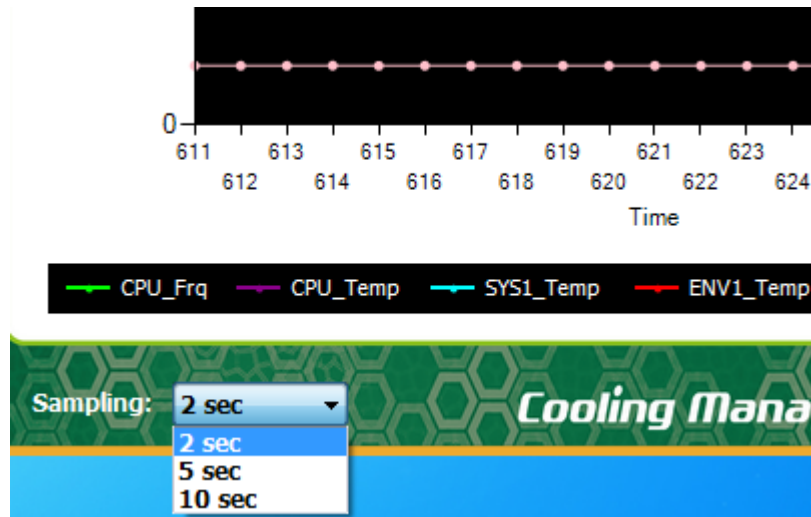 0
611 613 615 617 619 621 623
612 614 616 618 620 622 624
Time
CPU_Frq CPU_Temp SYS1_Temp ENV1_Temp
Sampling: 2 sec Cooling Mana
2 sec
5 sec
10 sec